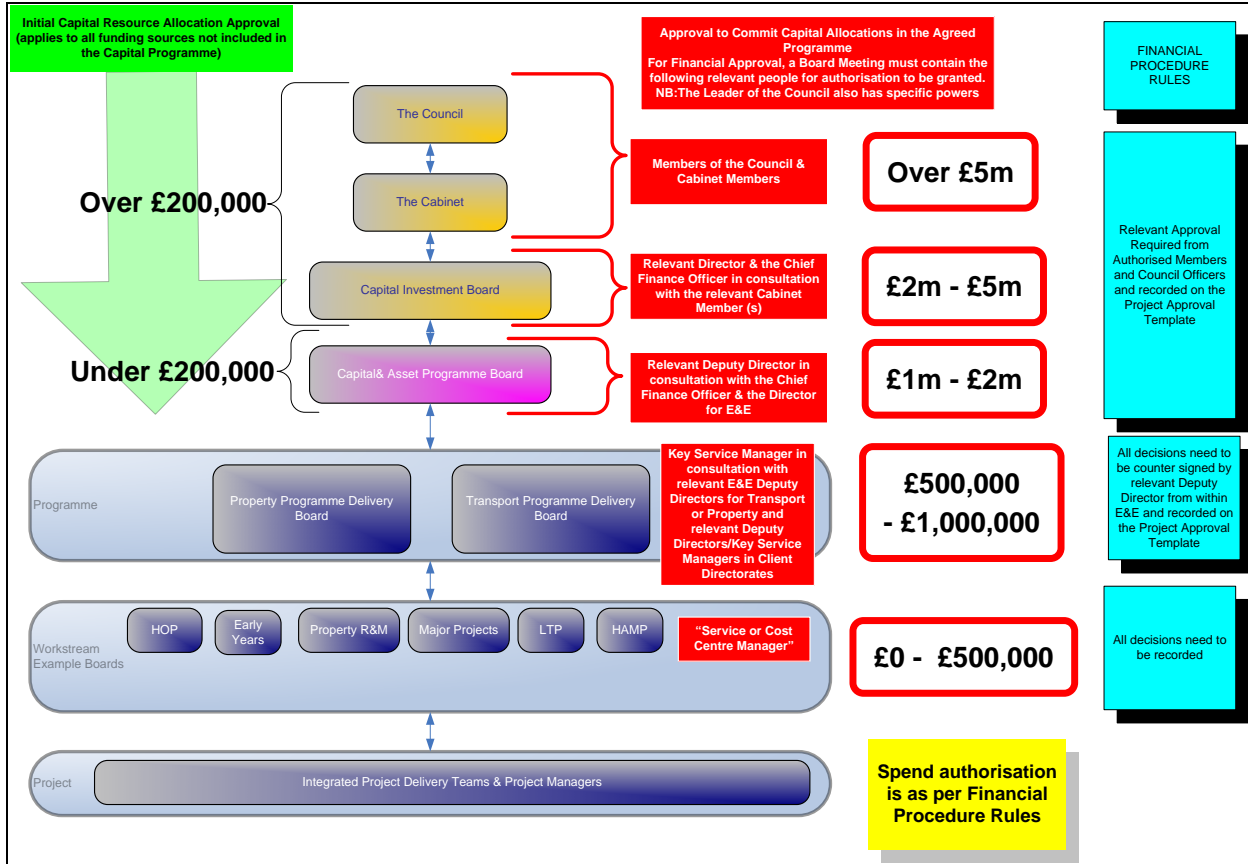 Initial Capital Resource Allocation Approval
(applies to all funding sources not included in
the Capital Programme)
Approval to Commit Capital Allocations in the Agreed
Programme
For Financial Approval, a Board Meeting must contain the
following relevant people for authorisation to be granted.
NB:The Leader of the Council also has specific powers
FINANCIAL
PROCEDURE
RULES
The Council
Members of the Council &
Cabinet Members
Over £5m
Over £200,000
The Cabinet
Relevant Approval
Required from
Authorised Members
and Council Officers
and recorded on the
Project Approval
Template
Capital Investment Board
Relevant Director & the Chief
Finance Officer in consultation
with the relevant Cabinet
Member (s)
£2m - £5m
Under £200,000
Capital& Asset Programme Board
Relevant Deputy Director in
consultation with the Chief
Finance Officer & the Director
for E&E
£1m - £2m
Programme
Property Programme Delivery
Board
Transport Programme Delivery
Board
Key Service Manager in
consultation with
relevant E&E Deputy
Directors for Transport
or Property and
relevant Deputy
Directors/Key Service
Managers in Client
Directorates
£500,000
- £1,000,000
All decisions need to
be counter signed by
relevant Deputy
Director from within
E&E and recorded on
the Project Approval
Template
Workstream
Example Boards
HOP
Early
Years
Property R&M
Major Projects
LTP
HAMP
“Service or Cost
Centre Manager”
£0 - £500,000
All decisions need to
be recorded
Project
Integrated Project Delivery Teams & Project Managers
Spend authorisation
is as per Financial
Procedure Rules